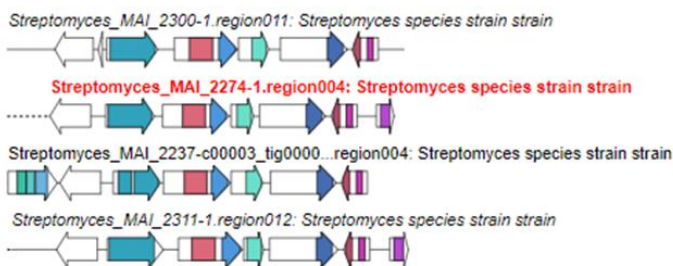 Streptomyces_MAI_2300-1.region011: Streptomyces species strain strain
Streptomyces_MAI_2274-1.region004: Streptomyces species strain strain
Streptomyces_MAI_2237-c00003_tig0000...region004: Streptomyces species strain strain
Streptomyces_MAI_2311-1.region012: Streptomyces species strain strain